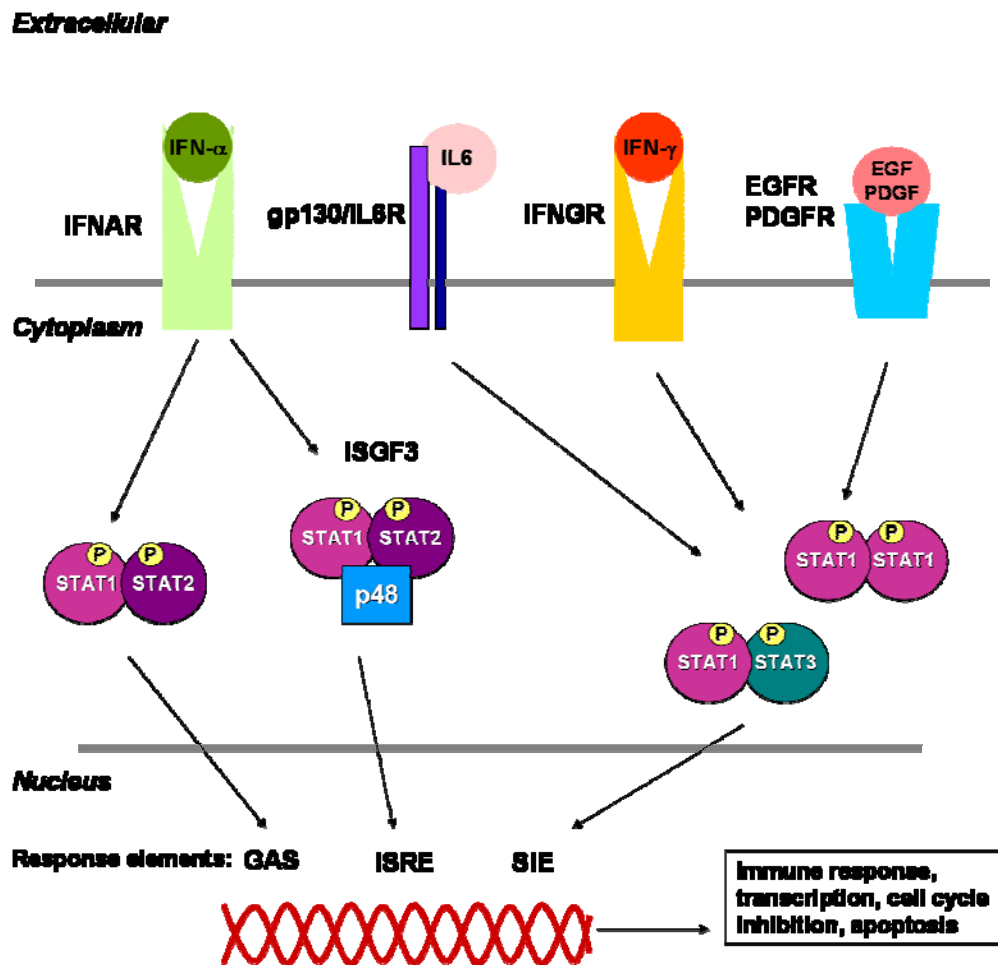 Extracellular
IFN-α
IL6
IFN-γ
EGF
PDGF
IFNAR
gp130/IL6R
IFNGR
EGFR
PDGFR
Cytoplasm
ISGF3
P
P
STAT1
STAT2
P
P
STAT1
STAT2
p48
P
P
STAT1
STAT1
P
P
STAT1
STAT3
Nucleus
Response elements: GAS ISRE SIE
Immune response,
transcription, cell cycle
inhibition, apoptosis